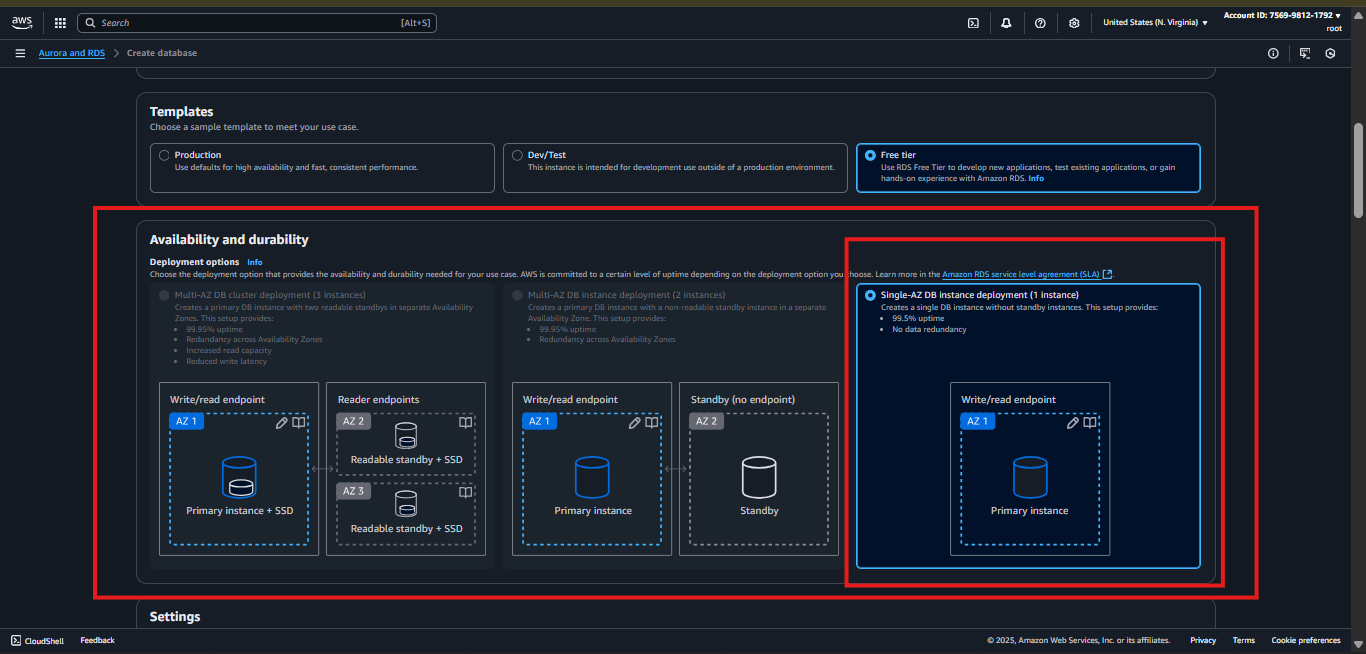 aws
Search
[Alt+S]
United States (N. Virginia)
Account ID: 7569-9812-1792
root
Aurora and RDS
Create database
Templates
Choose a sample template to meet your use case.
Production
Use defaults for high availability and fast, consistent performance.
Dev/Test
This instance is intended for development use outside of a production environment.
Free tier
Use RDS Free Tier to develop new applications, test existing applications, or gain
hands-on experience with Amazon RDS. Info
Availability and durability
Deployment options Info
Choose the deployment option that provides the availability and durability needed for your use case. AWS is committed to a certain level of uptime depending on the deployment option you choose. Learn more in the Amazon RDS service level agreement (SLA).
Multi-AZ DB cluster deployment (3 instances)
Creates a primary DB instance with two readable standbys in separate Availability
Zones. This setup provides:
• 99.95% uptime
• Redundancy across Availability Zones
• Increased read capacity
• Reduced write latency
Write/read endpoint
AZ 1
Primary instance + SSD
Reader endpoints
AZ 2
Readable standby + SSD
AZ 3
Readable standby + SSD
Multi-AZ DB instance deployment (2 instances)
Creates a primary DB instance with a non-readable standby instance in a separate
Availability Zone. This setup provides:
• 99.95% uptime
• Redundancy across Availability Zones
Write/read endpoint
AZ 1
Primary instance
Standby (no endpoint)
AZ 2
Standby
Single-AZ DB instance deployment (1 instance)
Creates a single DB instance without standby instances. This setup provides:
• 99.5% uptime
• No data redundancy
Write/read endpoint
AZ 1
Primary instance
Settings
CloudShell
Feedback
© 2025, Amazon Web Services, Inc. or its affiliates.
Privacy
Terms
Cookie preferences